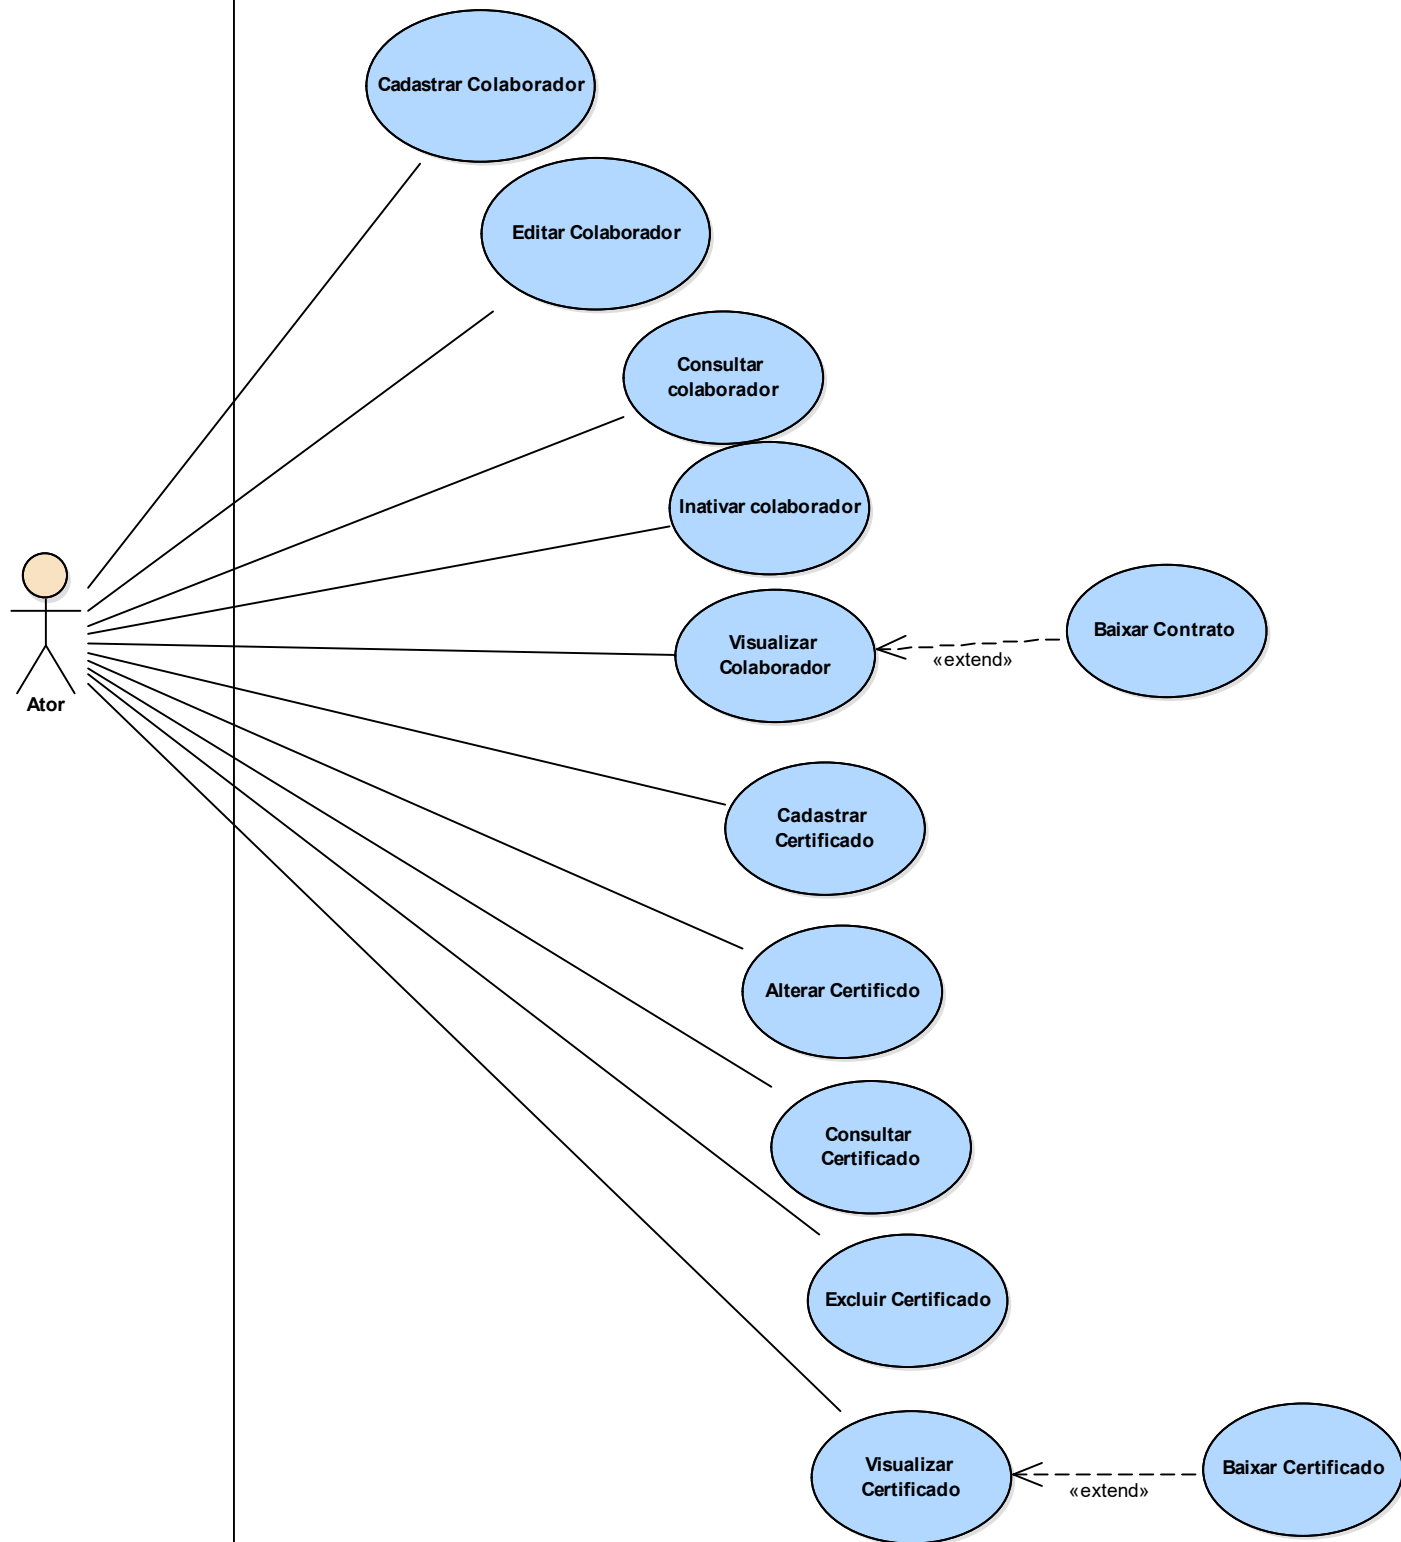 Cadastrar Colaborador
Editar Colaborador
Consultar
colaborador
Inativar colaborador
Visualizar
Colaborador
«extend»
Baixar Contrato
Ator
Cadastrar
Certificado
Alterar Certificdo
Consultar
Certificado
Excluir Certificado
Visualizar
Certificado
«extend»
Baixar Certificado